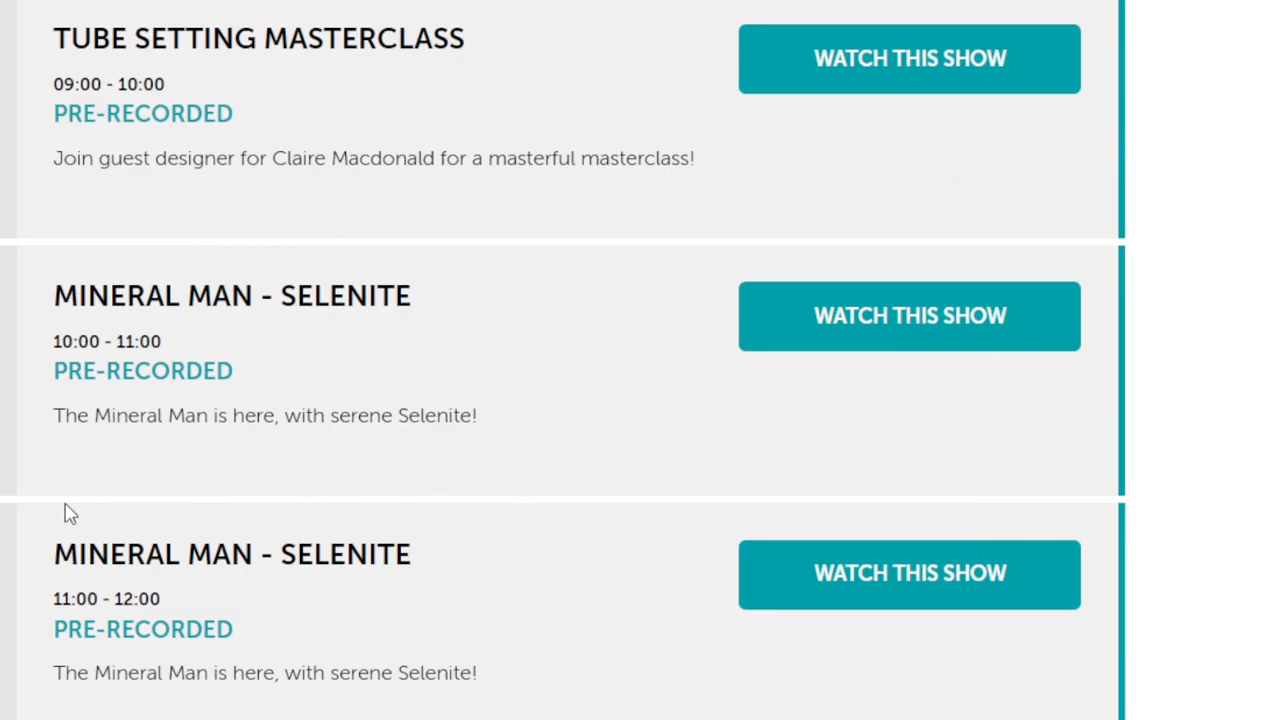 TUBE SETTING MASTERCLASS
WATCH THIS SHOW
09:00 - 10:00
PRE-RECORDED
Join guest designer for Claire Macdonald for a masterful masterclass!
MINERAL MAN - SELENITE
WATCH THIS SHOW
10:00 - 11:00
PRE-RECORDED
The Mineral Man is here, with serene Selenite!
MINERAL MAN - SELENITE
WATCH THIS SHOW
11:00 - 12:00
PRE-RECORDED
The Mineral Man is here, with serene Selenite!